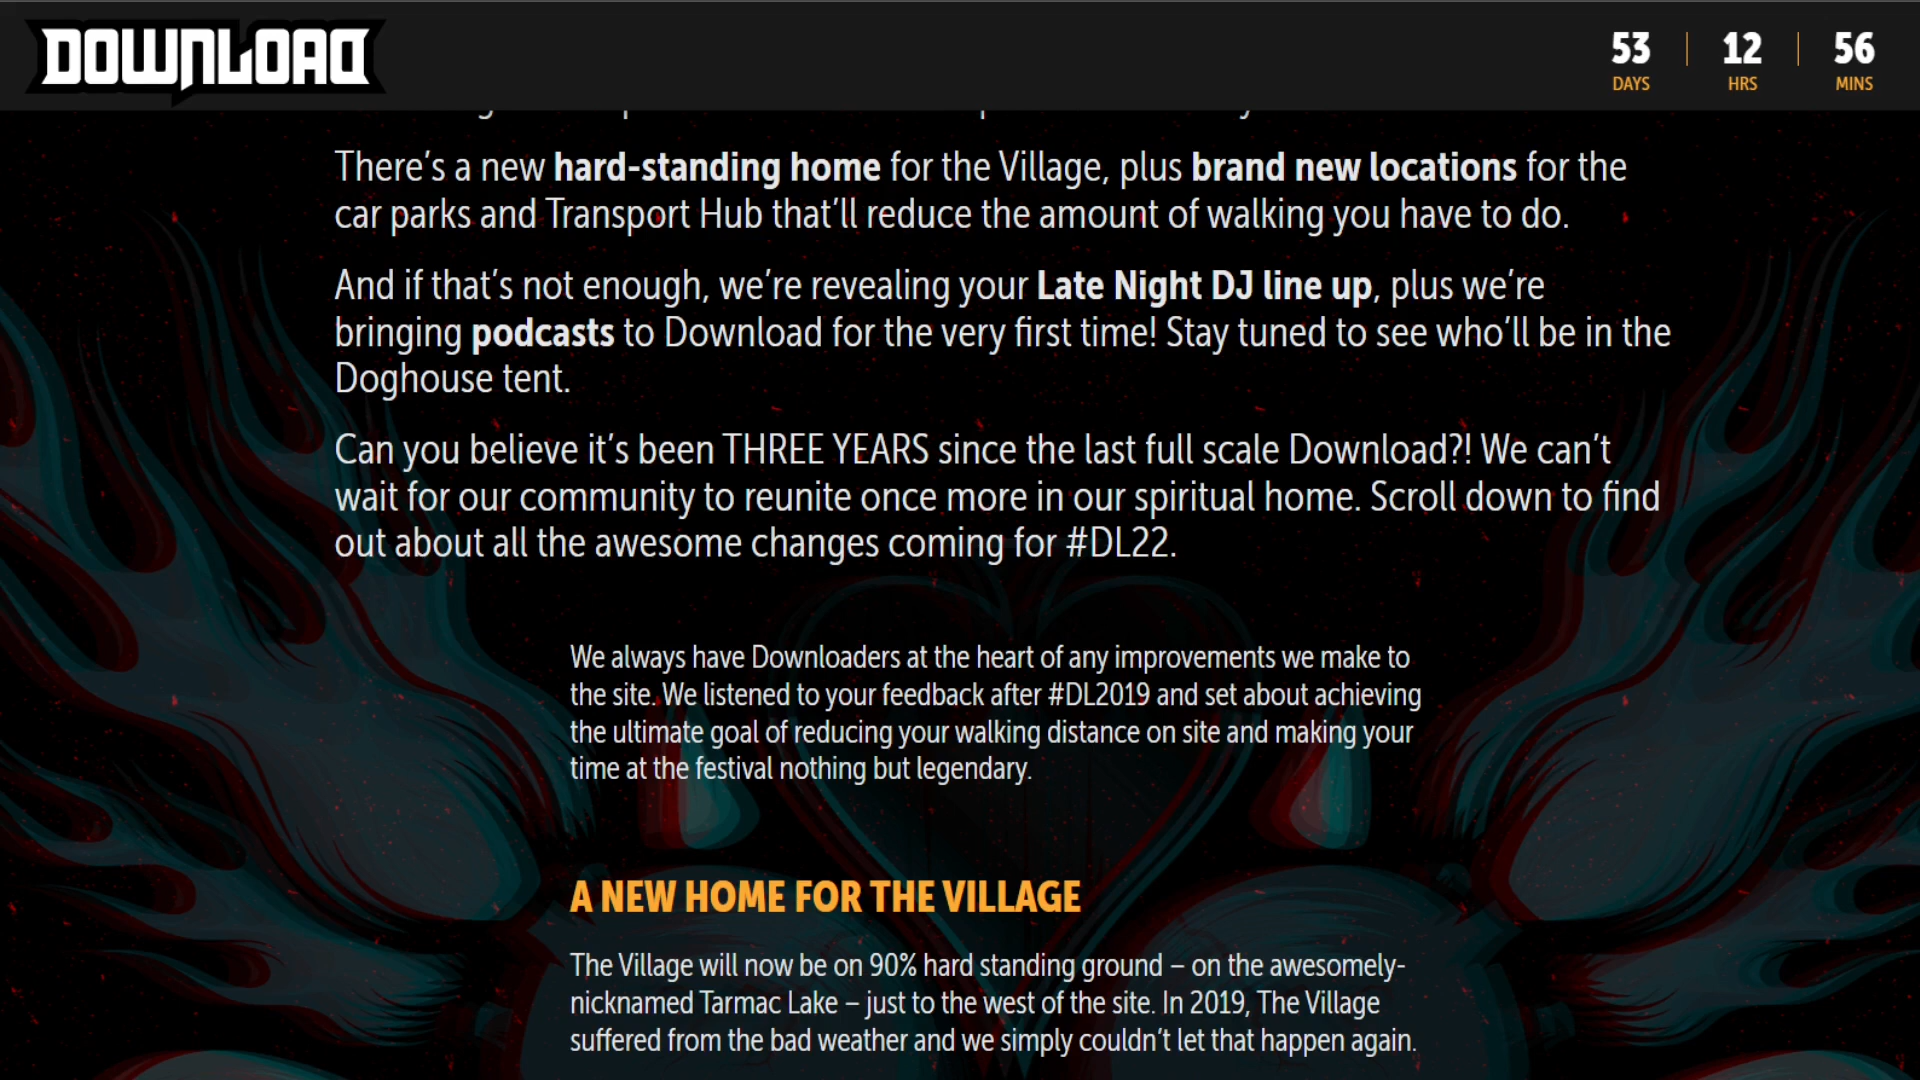 DOWNLOAD
53 12 56
DAYS HRS MINS
There's a new hard-standing home for the Village, plus brand new locations for the
car parks and Transport Hub that'll reduce the amount of walking you have to do.
And if that's not enough, we're revealing your Late Night DJ line up, plus we're
bringing podcasts to Download for the very first time! Stay tuned to see who'll be in the
Doghouse tent.
Can you believe it's been THREE YEARS since the last full scale Download?! We can't
wait for our community to reunite once more in our spiritual home. Scroll down to find
out about all the awesome changes coming for #DL22.
We always have Downloaders at the heart of any improvements we make to
the site. We listened to your feedback after #DL2019 and set about achieving
the ultimate goal of reducing your walking distance on site and making your
time at the festival nothing but legendary.
A NEW HOME FOR THE VILLAGE
The Village will now be on 90% hard standing ground – on the awesomely-
nicknamed Tarmac Lake – just to the west of the site. In 2019, The Village
suffered from the bad weather and we simply couldn't let that happen again.